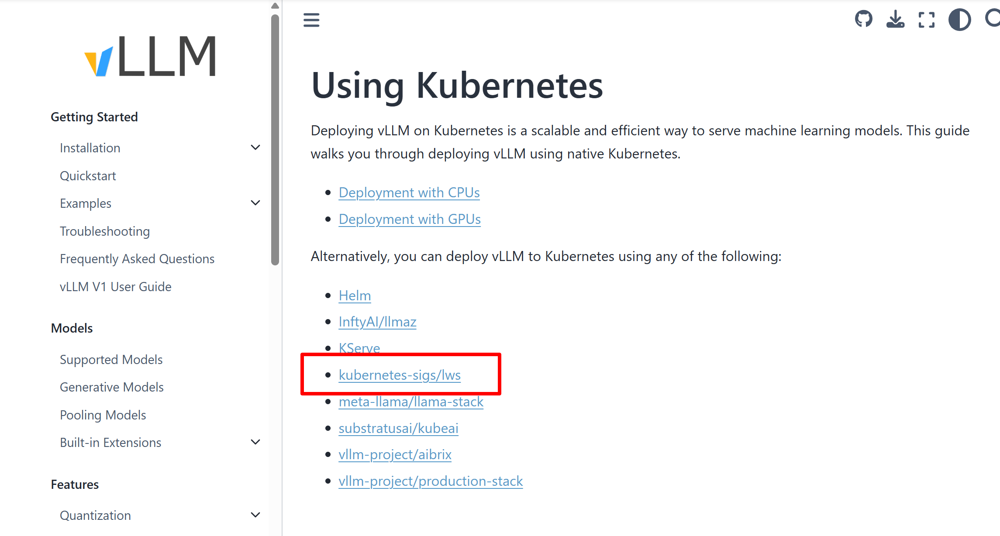 vLLM
Getting Started
Installation
Quickstart
Examples
Troubleshooting
Frequently Asked Questions
vLLM V1 User Guide
Models
Supported Models
Generative Models
Pooling Models
Built-in Extensions
Features
Quantization
Using Kubernetes
Deploying vLLM on Kubernetes is a scalable and efficient way to serve machine learning models. This guide
walks you through deploying vLLM using native Kubernetes.
Deployment with CPUs
Deployment with GPUs
Alternatively, you can deploy vLLM to Kubernetes using any of the following:
Helm
InftyAI/llmaz
KServe
kubernetes-sigs/lws
meta-llama/llama-stack
substratusai/kubeai
vllm-project/aibrix
vllm-project/production-stack